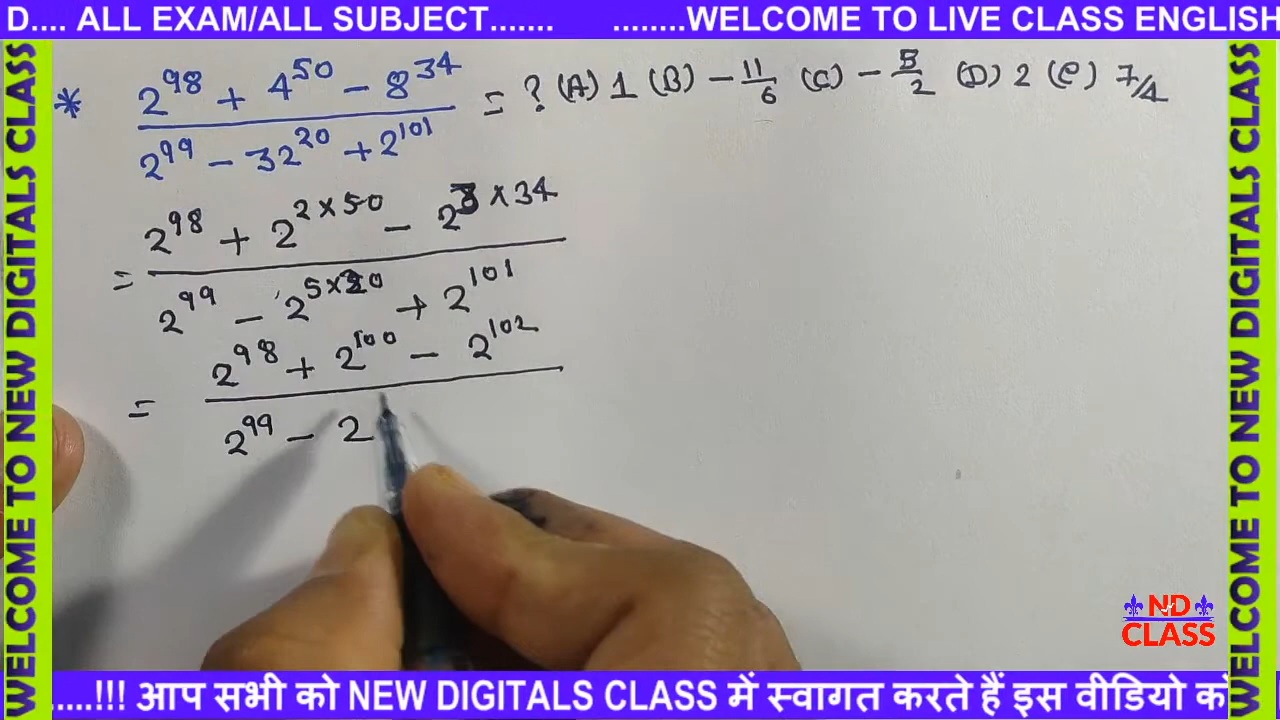 D.... ALL EXAM/ALL SUBJECT....... ........WELCOME TO LIVE CLASS ENGLISH
WELCOME TO NEW DIGITALS CLASS
* (2^98 + 4^50 - 8^34) / (2^99 - 32^20 + 2^101) = ? (A) 1 (B) - 11/6 (C) - 5/2 (D) 2 (E) 7/4
= (2^98 + 2^(2×50) - 2^(3×34)) / (2^99 - 2^(5×20) + 2^101)
= (2^98 + 2^100 - 2^102) / (2^99 - 2
WELCOME TO NEW DIGITALS CLASS
ND
CLASS
.....!!! आप सभी को NEW DIGITALS CLASS में स्वागत करते हैं इस वीडियो को